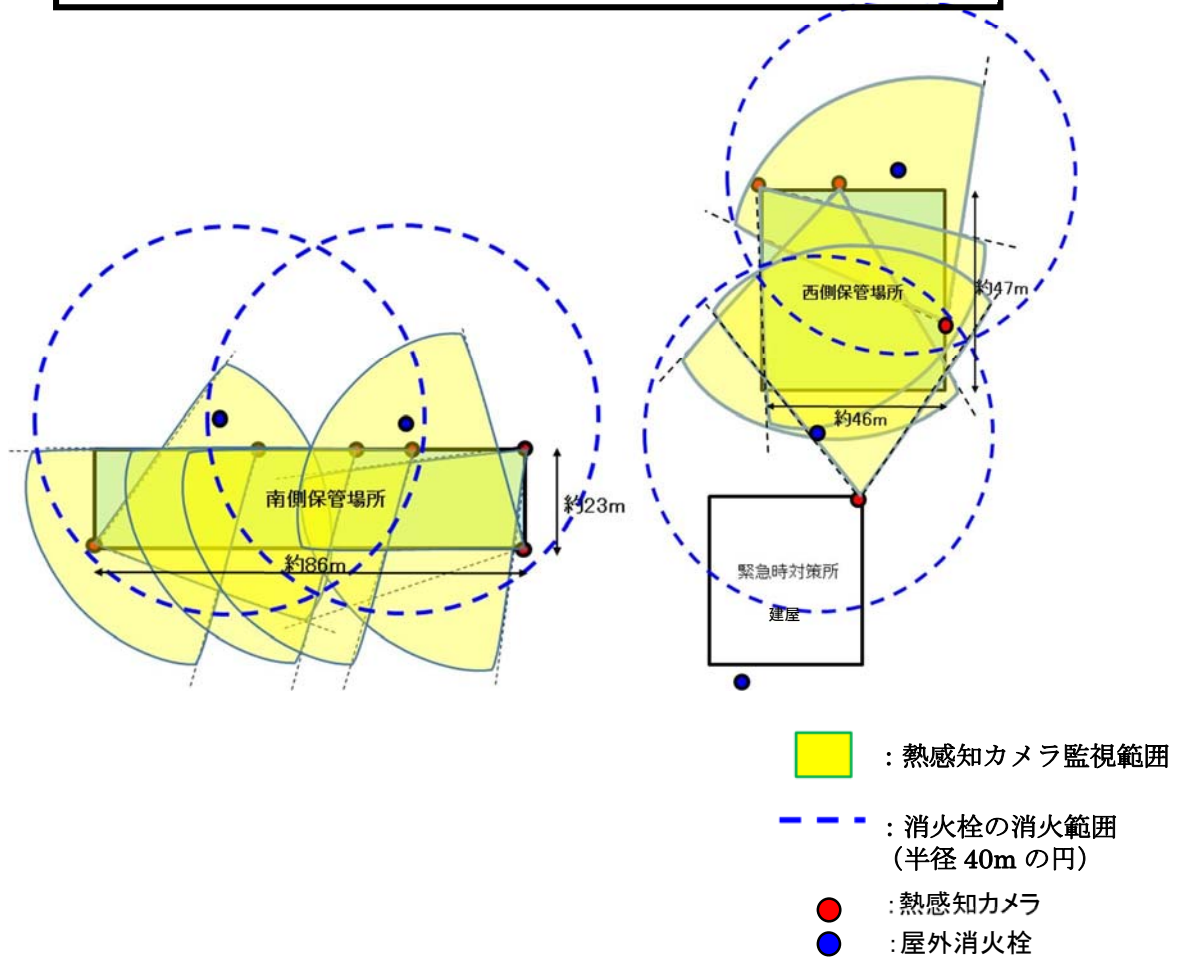 西側保管場所
約47m
約46m
南側保管場所
約23m
約86m
緊急時対策所
建屋
：熱感知カメラ監視範囲
：消火栓の消火範囲
（半径 40m の円）
：熱感知カメラ
：屋外消火栓